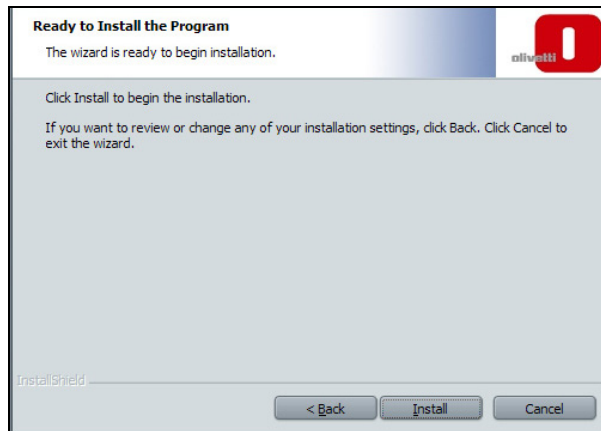 Ready to Install the Program
The wizard is ready to begin installation.
olivetti
Click Install to begin the installation.
If you want to review or change any of your installation settings, click Back. Click Cancel to
exit the wizard.
InstallShield
< Back Install Cancel